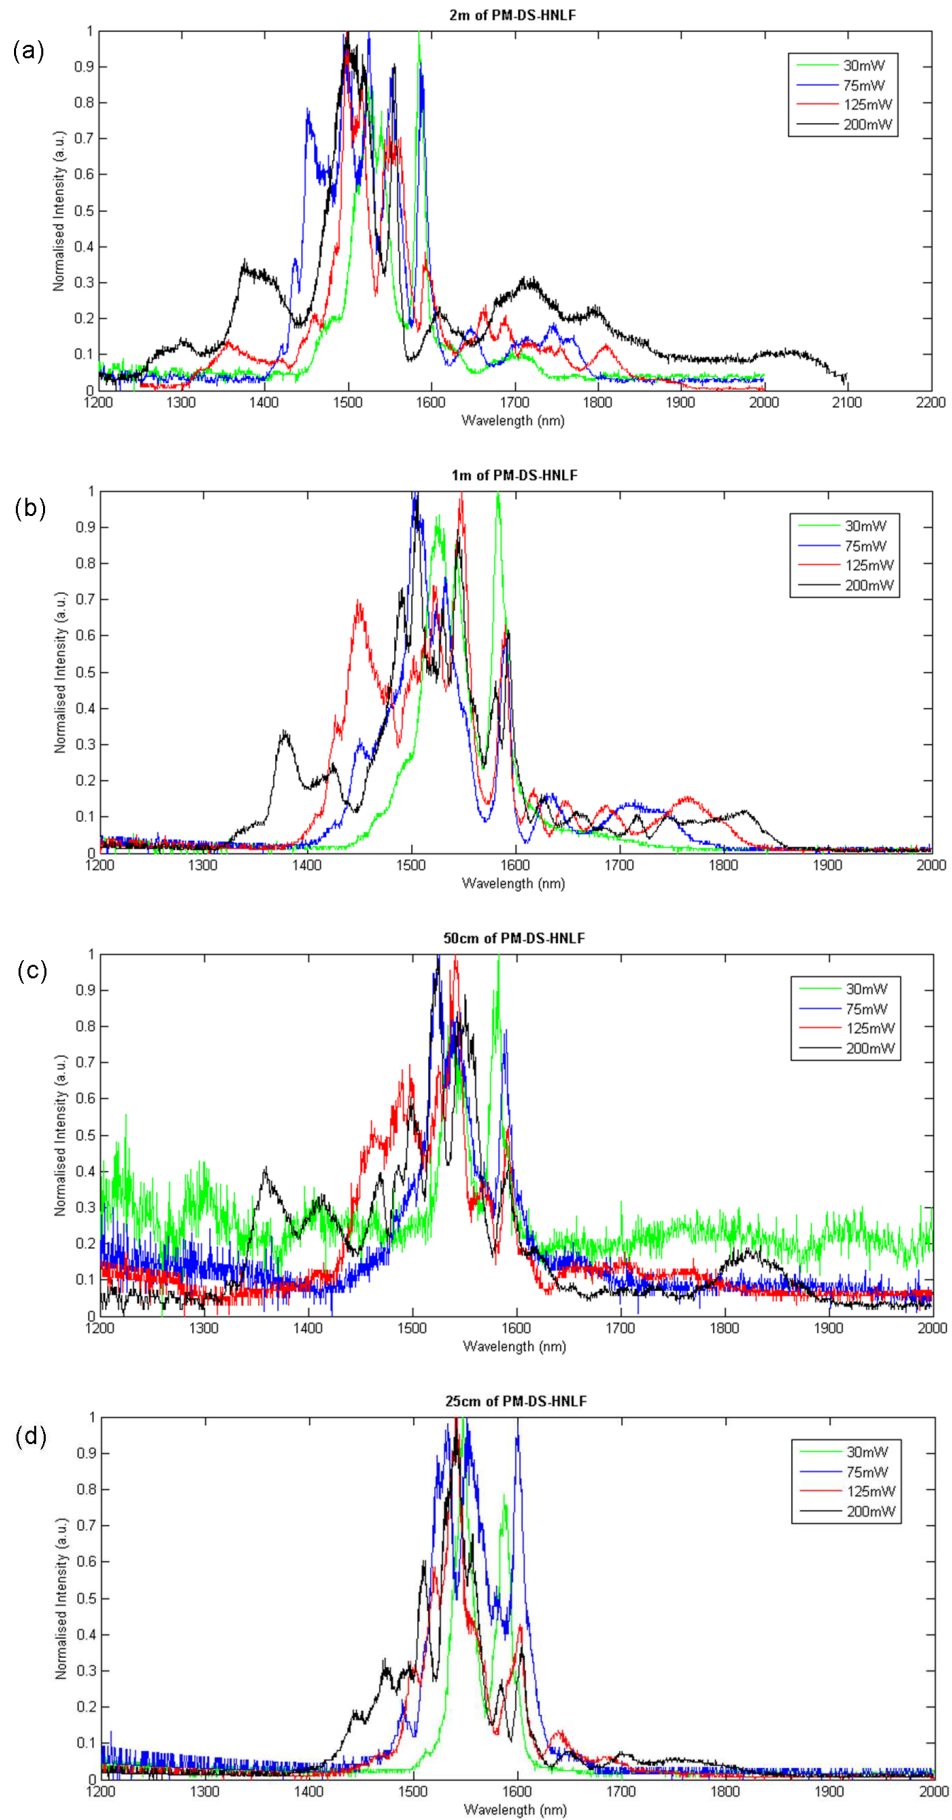 2m of PM-DS-HNLF
(a)
1
0.9
0.8
0.7
0.6
0.5
0.4
0.3
0.2
0.1
0
Normalised Intensity (a.u.)
30mW
75mW
125mW
200mW
1200 1300 1400 1500 1600 1700 1800 1900 2000 2100 2200
Wavelength (nm)
1m of PM-DS-HNLF
(b)
1
0.9
0.8
0.7
0.6
0.5
0.4
0.3
0.2
0.1
0
Normalised Intensity (a.u.)
30mW
75mW
125mW
200mW
1200 1300 1400 1500 1600 1700 1800 1900 2000
Wavelength (nm)
50cm of PM-DS-HNLF
(c)
1
0.9
0.8
0.7
0.6
0.5
0.4
0.3
0.2
0.1
0
Normalised Intensity (a.u.)
30mW
75mW
125mW
200mW
1200 1300 1400 1500 1600 1700 1800 1900 2000
Wavelength (nm)
25cm of PM-DS-HNLF
(d)
1
0.9
0.8
0.7
0.6
0.5
0.4
0.3
0.2
0.1
0
Normalised Intensity (a.u.)
30mW
75mW
125mW
200mW
1200 1300 1400 1500 1600 1700 1800 1900 2000
Wavelength (nm)